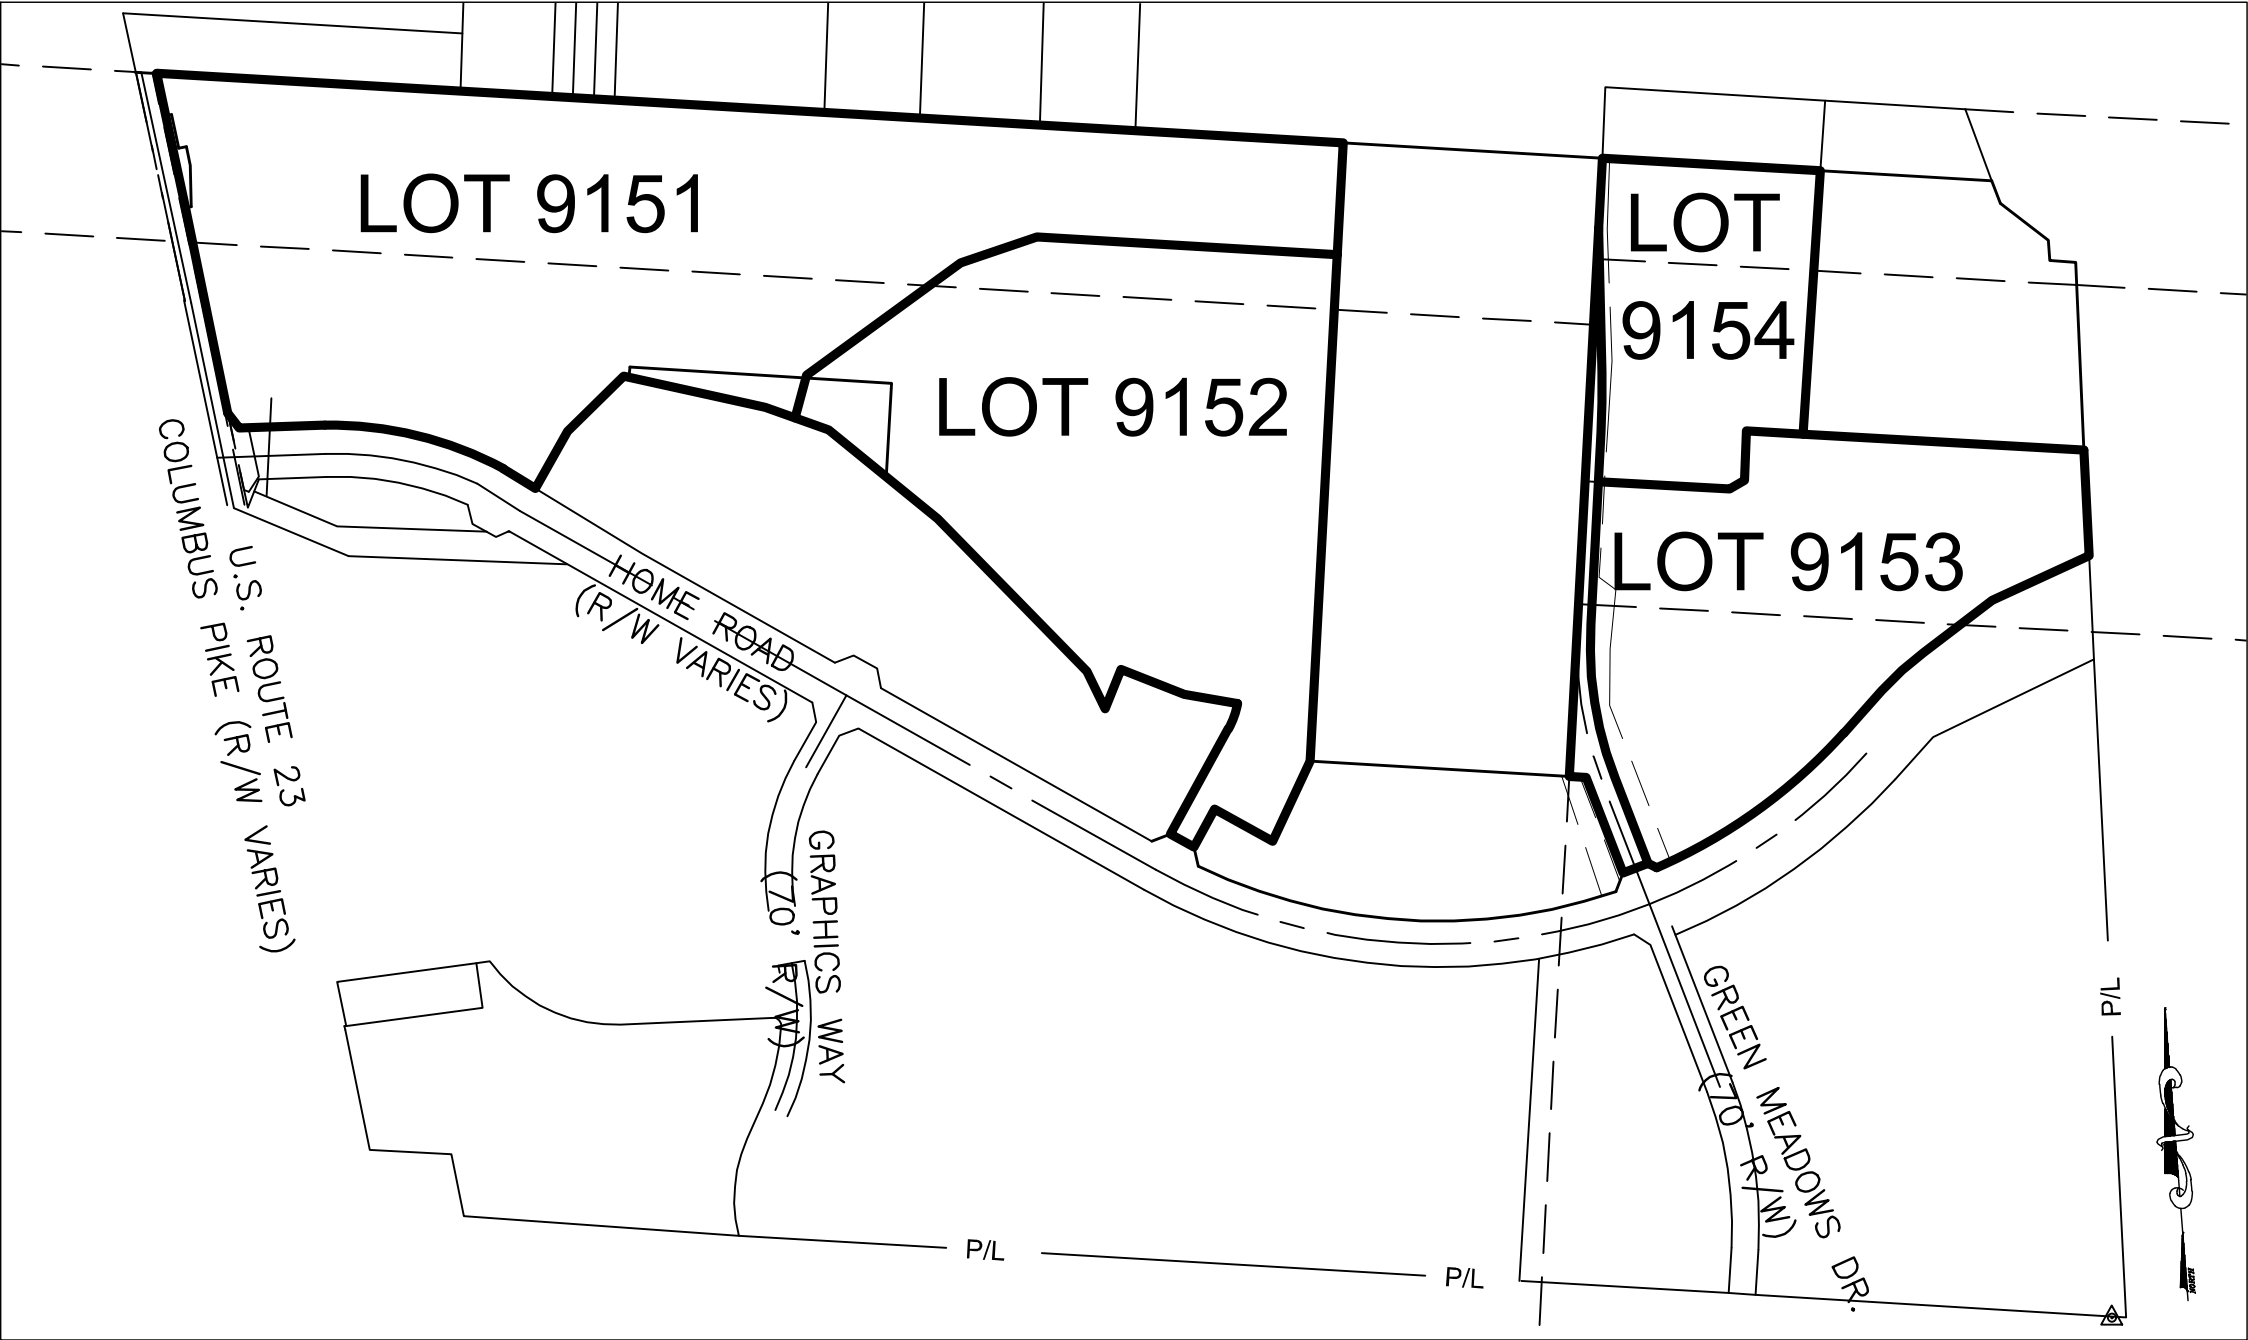 LOT 9151
LOT
9154
LOT 9152
LOT 9153
HOME ROAD
(R/W VARIES)
U.S. ROUTE 23
COLUMBUS PIKE (R/W VARIES)
GRAPHICS WAY
(70' R/W)
GREEN MEADOWS DR.
(70' R/W)
P/L
P/L
P/L
NORTH